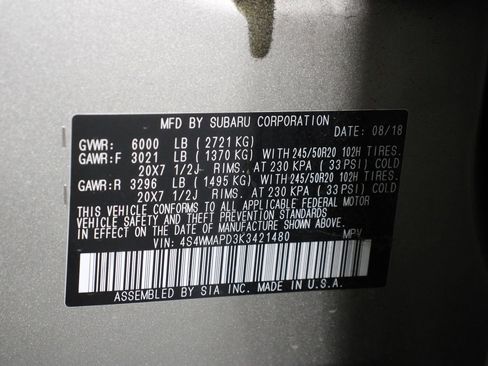 MFD BY SUBARU CORPORATION
DATE: 08/18
GVWR: 6000 LB (2721 KG)
GAWR:F 3021 LB (1370 KG) WITH 245/50R20 102H TIRES.
20X7 1/2J RIMS. AT 230 KPA (33 PSI) COLD
GAWR:R 3296 LB (1495 KG) WITH 245/50R20 102H TIRES.
20X7 1/2J RIMS. AT 230 KPA (33 PSI) COLD
THIS VEHICLE CONFORMS TO ALL APPLICABLE FEDERAL MOTOR
VEHICLE SAFETY AND THEFT PREVENTION STANDARDS
IN EFFECT ON THE DATE OF MANUFACTURE SHOWN ABOVE.
VIN: 4S4WMAPD3K3421480 MPV
ASSEMBLED BY SIA INC. MADE IN U.S.A.